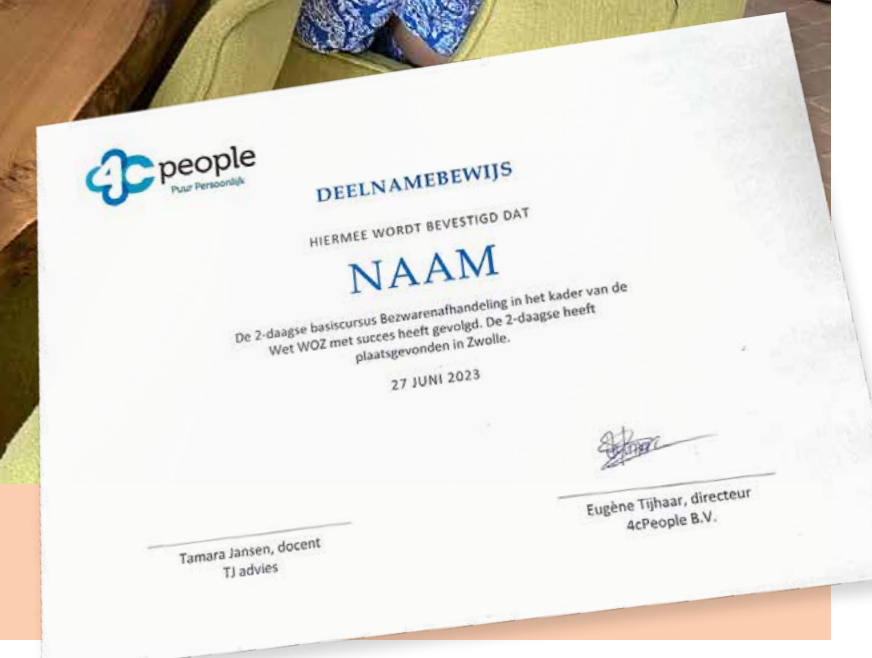 4C people
Puur Persoonlijk
DEELNAMEBEWIJS
HIERMEE WORDT BEVESTIGD DAT
NAAM
De 2-daagse basiscursus Bezwarenafhandeling in het kader van de
Wet WOZ met succes heeft gevolgd. De 2-daagse heeft
plaatsgevonden in Zwolle.
27 JUNI 2023
Tamara Jansen, docent
TJ advies
Eugène Tijhaar, directeur
4cPeople B.V.